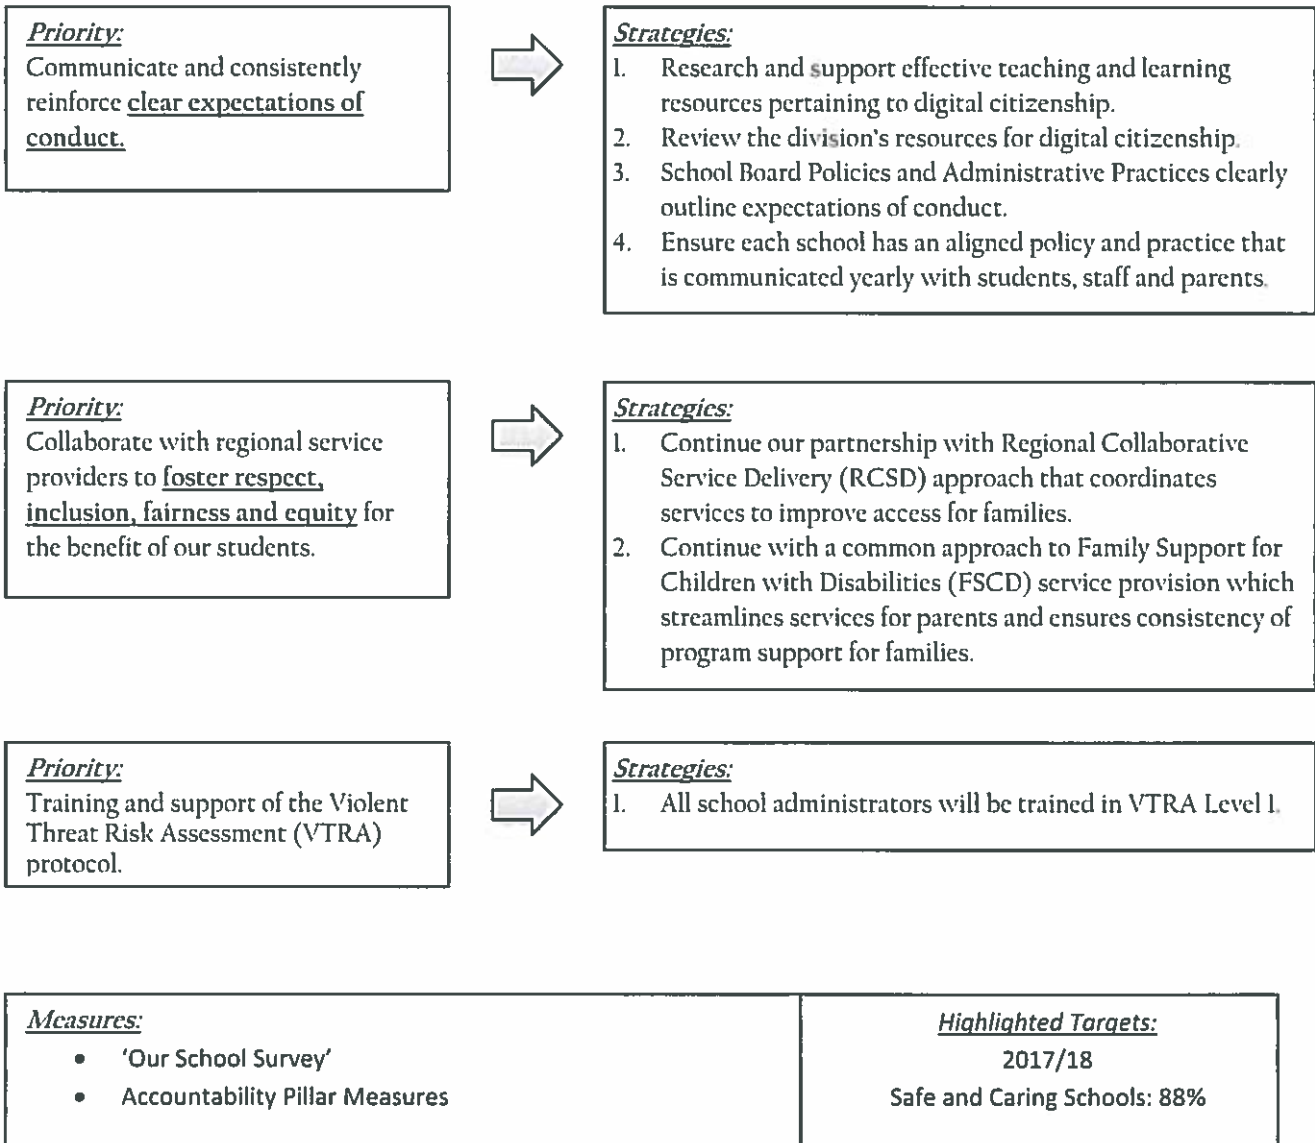 Priority:
Communicate and consistently
reinforce clear expectations of
conduct.
Strategies:
1. Research and support effective teaching and learning
resources pertaining to digital citizenship.
2. Review the division's resources for digital citizenship.
3. School Board Policies and Administrative Practices clearly
outline expectations of conduct.
4. Ensure each school has an aligned policy and practice that
is communicated yearly with students, staff and parents.
Priority:
Collaborate with regional service
providers to foster respect,
inclusion, fairness and equity for
the benefit of our students.
Strategies:
1. Continue our partnership with Regional Collaborative
Service Delivery (RCSD) approach that coordinates
services to improve access for families.
2. Continue with a common approach to Family Support for
Children with Disabilities (FSCD) service provision which
streamlines services for parents and ensures consistency of
program support for families.
Priority:
Training and support of the Violent
Threat Risk Assessment (VTRA)
protocol.
Strategies:
1. All school administrators will be trained in VTRA Level 1.
Measures:
• 'Our School Survey'
• Accountability Pillar Measures
Highlighted Targets:
2017/18
Safe and Caring Schools: 88%